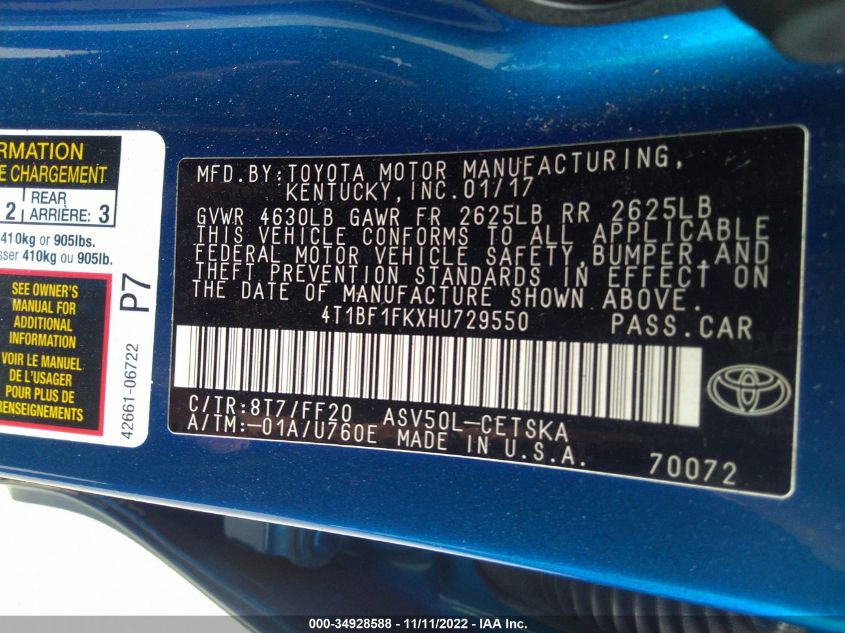 RMATION
E CHARGEMENT
2 REAR
ARRIÈRE: 3
410kg or 905lbs.
sser 410kg ou 905lb.
SEE OWNER'S
MANUAL FOR
ADDITIONAL
INFORMATION
VOIR LE MANUEL
DE L'USAGER
POUR PLUS DE
RENSEIGNEMENTS
P7
42661-06722
MFD.BY:TOYOTA MOTOR MANUFACTURING,
KENTUCKY,INC.01/17
GVWR 4630LB GAWR FR 2625LB RR 2625LB
THIS VEHICLE CONFORMS TO ALL APPLICABLE
FEDERAL MOTOR VEHICLE SAFETY,BUMPER,AND
THEFT PREVENTION STANDARDS IN EFFECT ON
THE DATE OF MANUFACTURE SHOWN ABOVE.
4T1BF1FKXHU729550 PASS.CAR
C/TR:8T7/FF20 ASV50L-CETSKA
A/TM:-01A/U760E MADE IN U.S.A.
70072
000-34928588 - 11/11/2022 - IAA Inc.